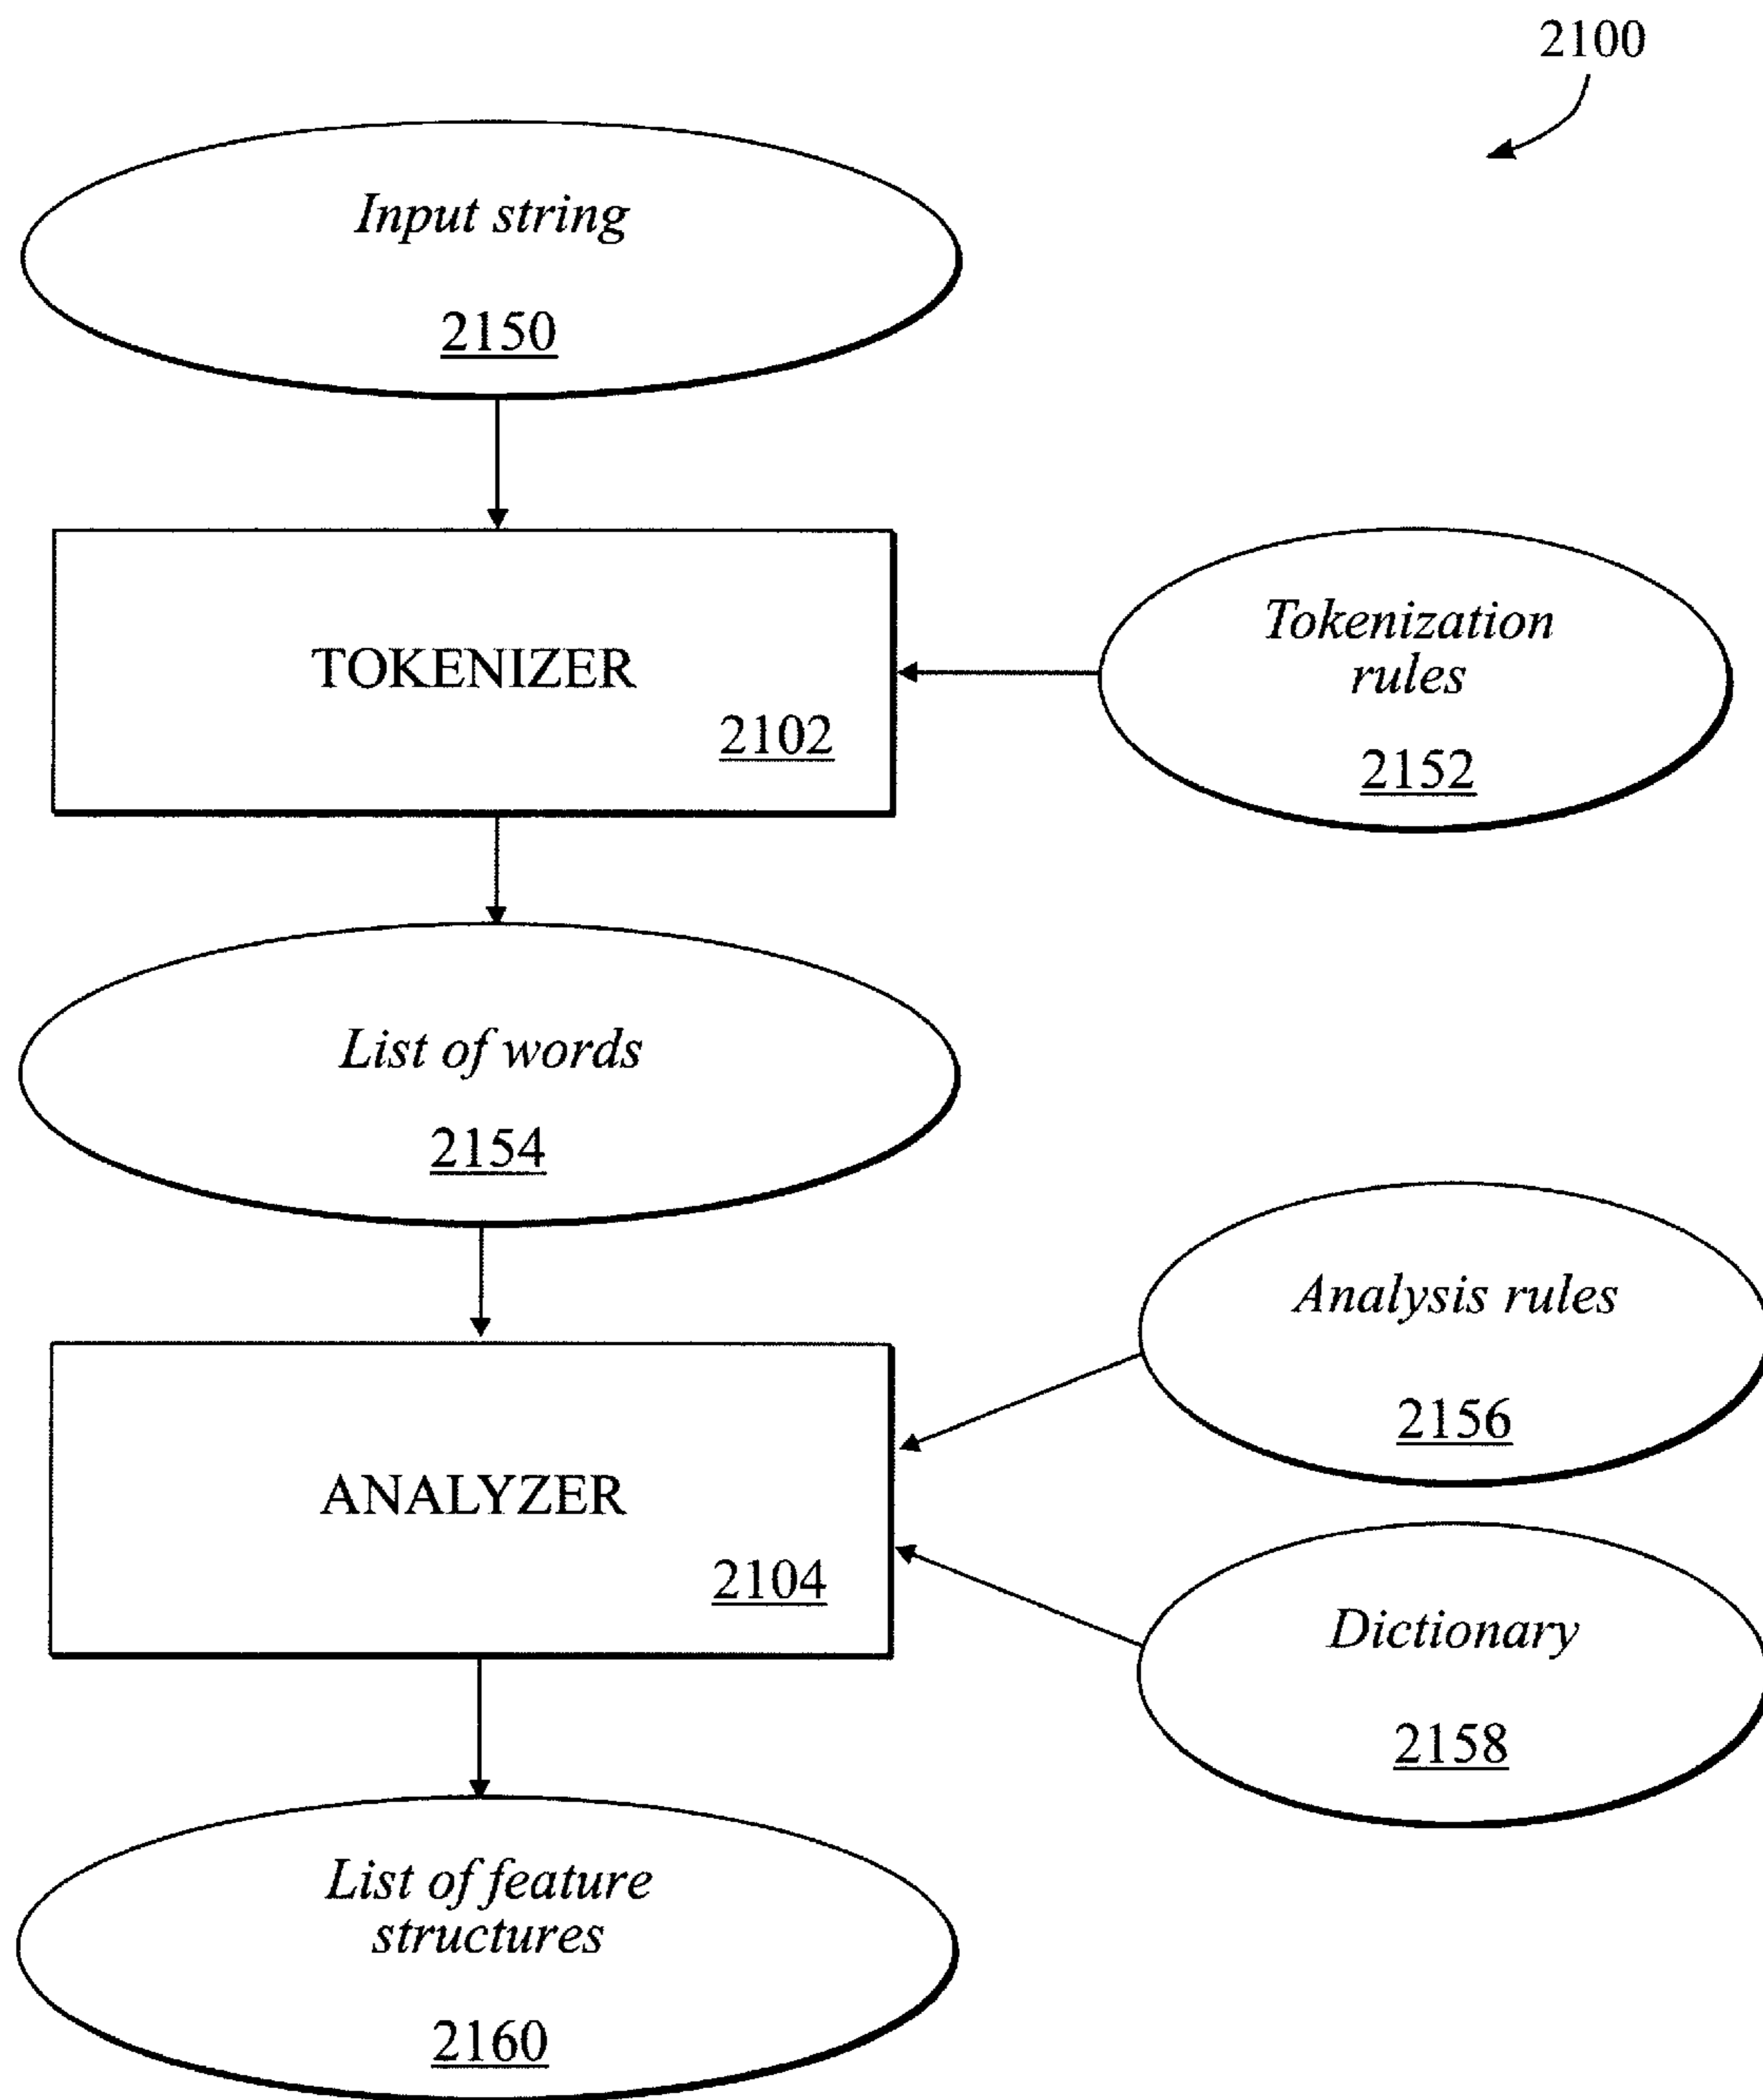 2100
Input string
2150
TOKENIZER
2102
Tokenization
rules
2152
List of words
2154
Analysis rules
2156
ANALYZER
2104
Dictionary
2158
List of feature
structures
2160